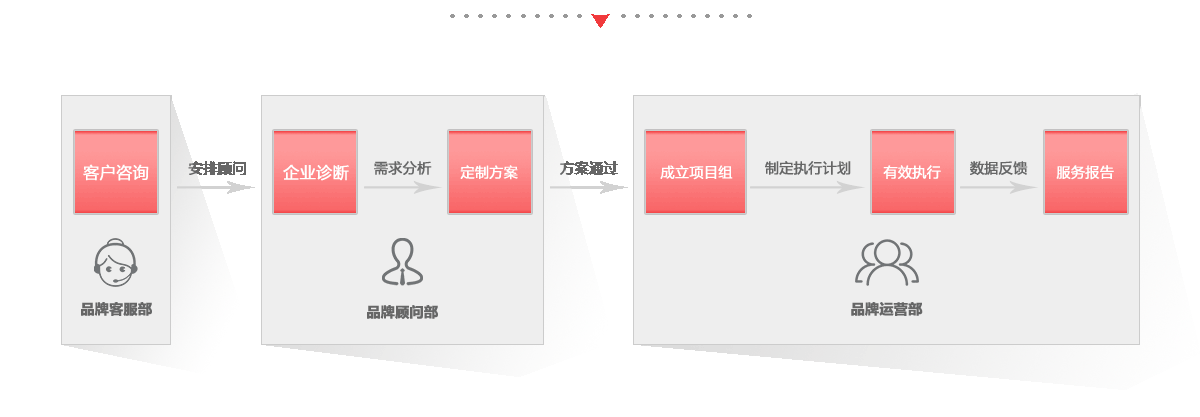 客户咨询
安排顾问
企业诊断
需求分析
定制方案
方案通过
成立项目组
制定执行计划
有效执行
数据反馈
服务报告
品牌客服部
品牌顾问部
品牌运营部